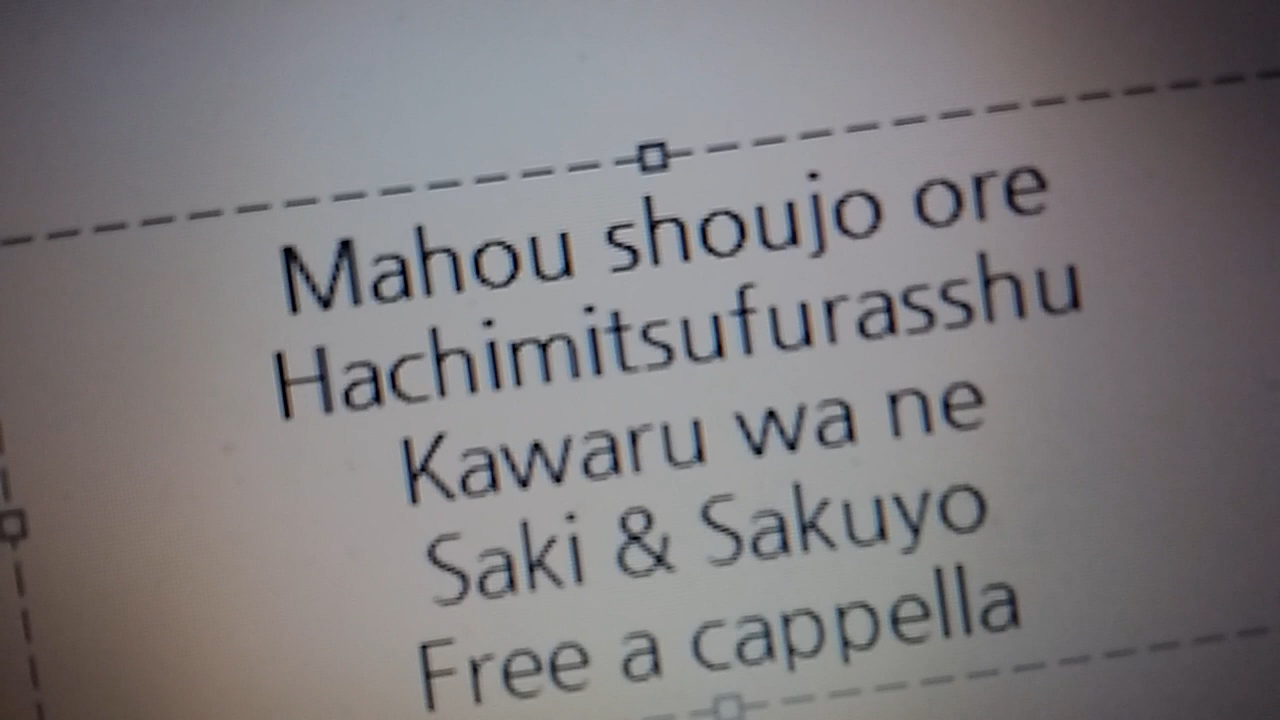 Mahou shoujo ore
Hachimitsufurasshu
Kawaru wa ne
Saki & Sakuyo
Free a cappella